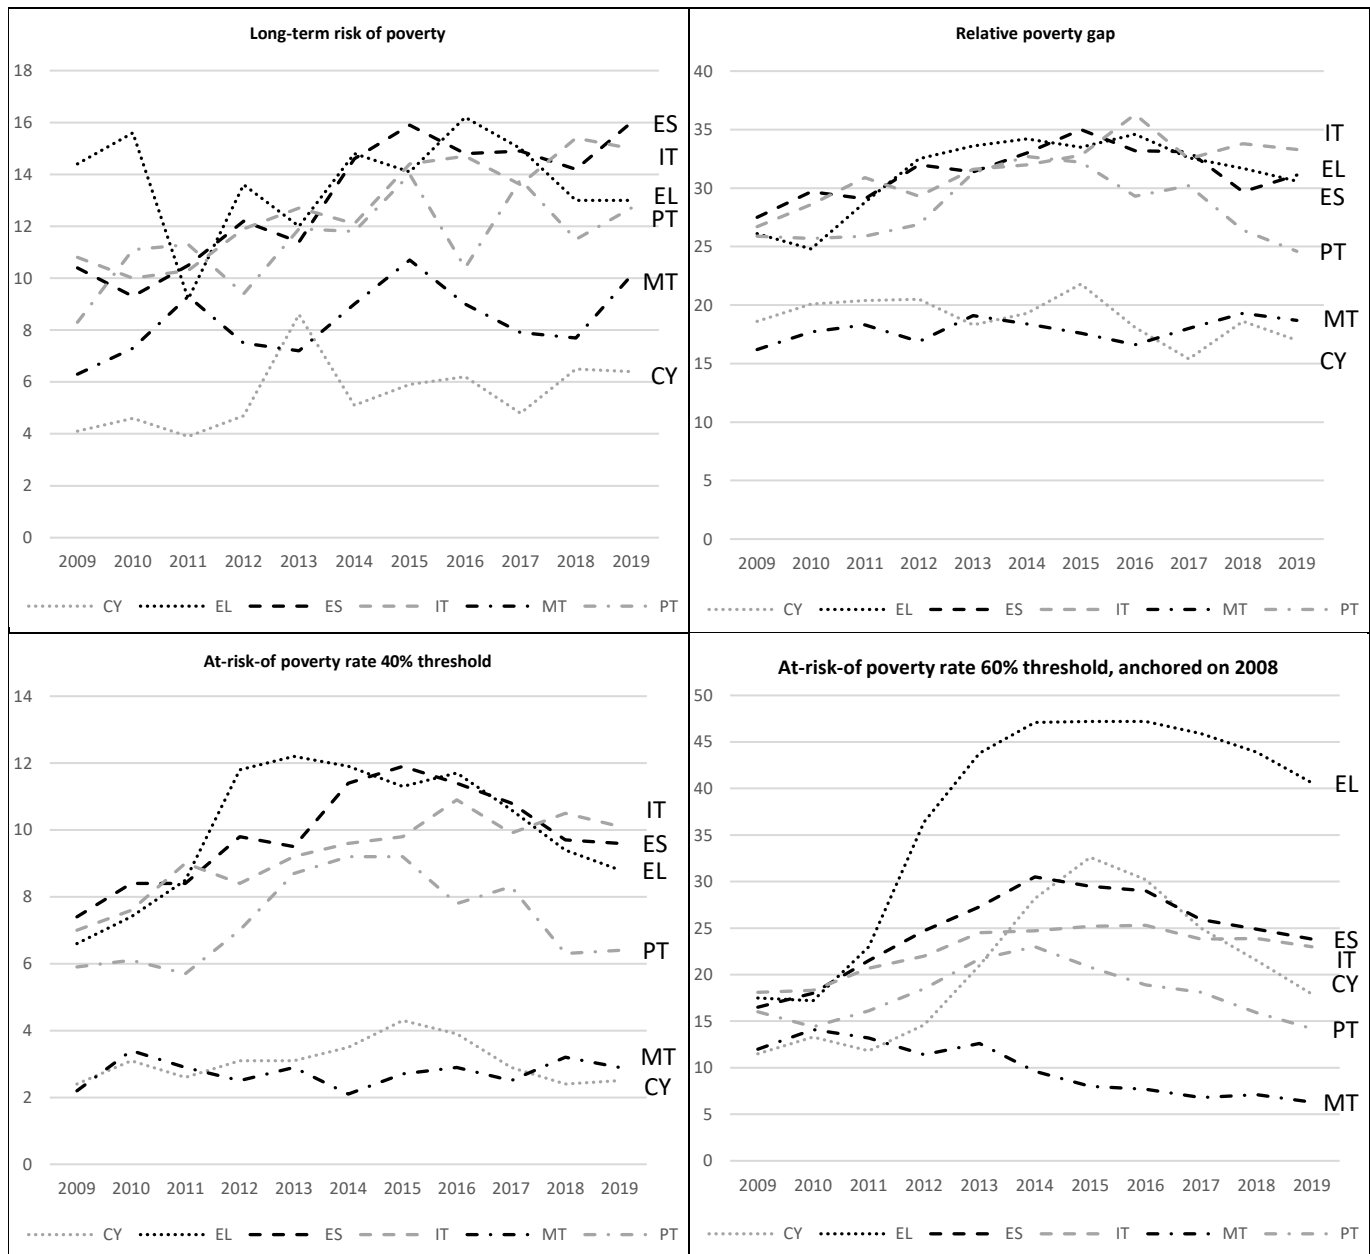 Long-term risk of poverty
18
16
14
12
10
8
6
4
2
0
ES
IT
EL
PT
MT
CY
2009 2010 2011 2012 2013 2014 2015 2016 2017 2018 2019
CY EL ES IT MT PT
Relative poverty gap
40
35
30
25
20
15
10
5
0
IT
EL
ES
PT
MT
CY
2009 2010 2011 2012 2013 2014 2015 2016 2017 2018 2019
CY EL ES IT MT PT
At-risk-of poverty rate 40% threshold
14
12
10
8
6
4
2
0
IT
ES
EL
PT
MT
CY
2009 2010 2011 2012 2013 2014 2015 2016 2017 2018 2019
CY EL ES IT MT PT
At-risk-of poverty rate 60% threshold, anchored on 2008
50
45
40
35
30
25
20
15
10
5
0
EL
ES
IT
CY
PT
MT
2009 2010 2011 2012 2013 2014 2015 2016 2017 2018 2019
CY EL ES IT MT PT